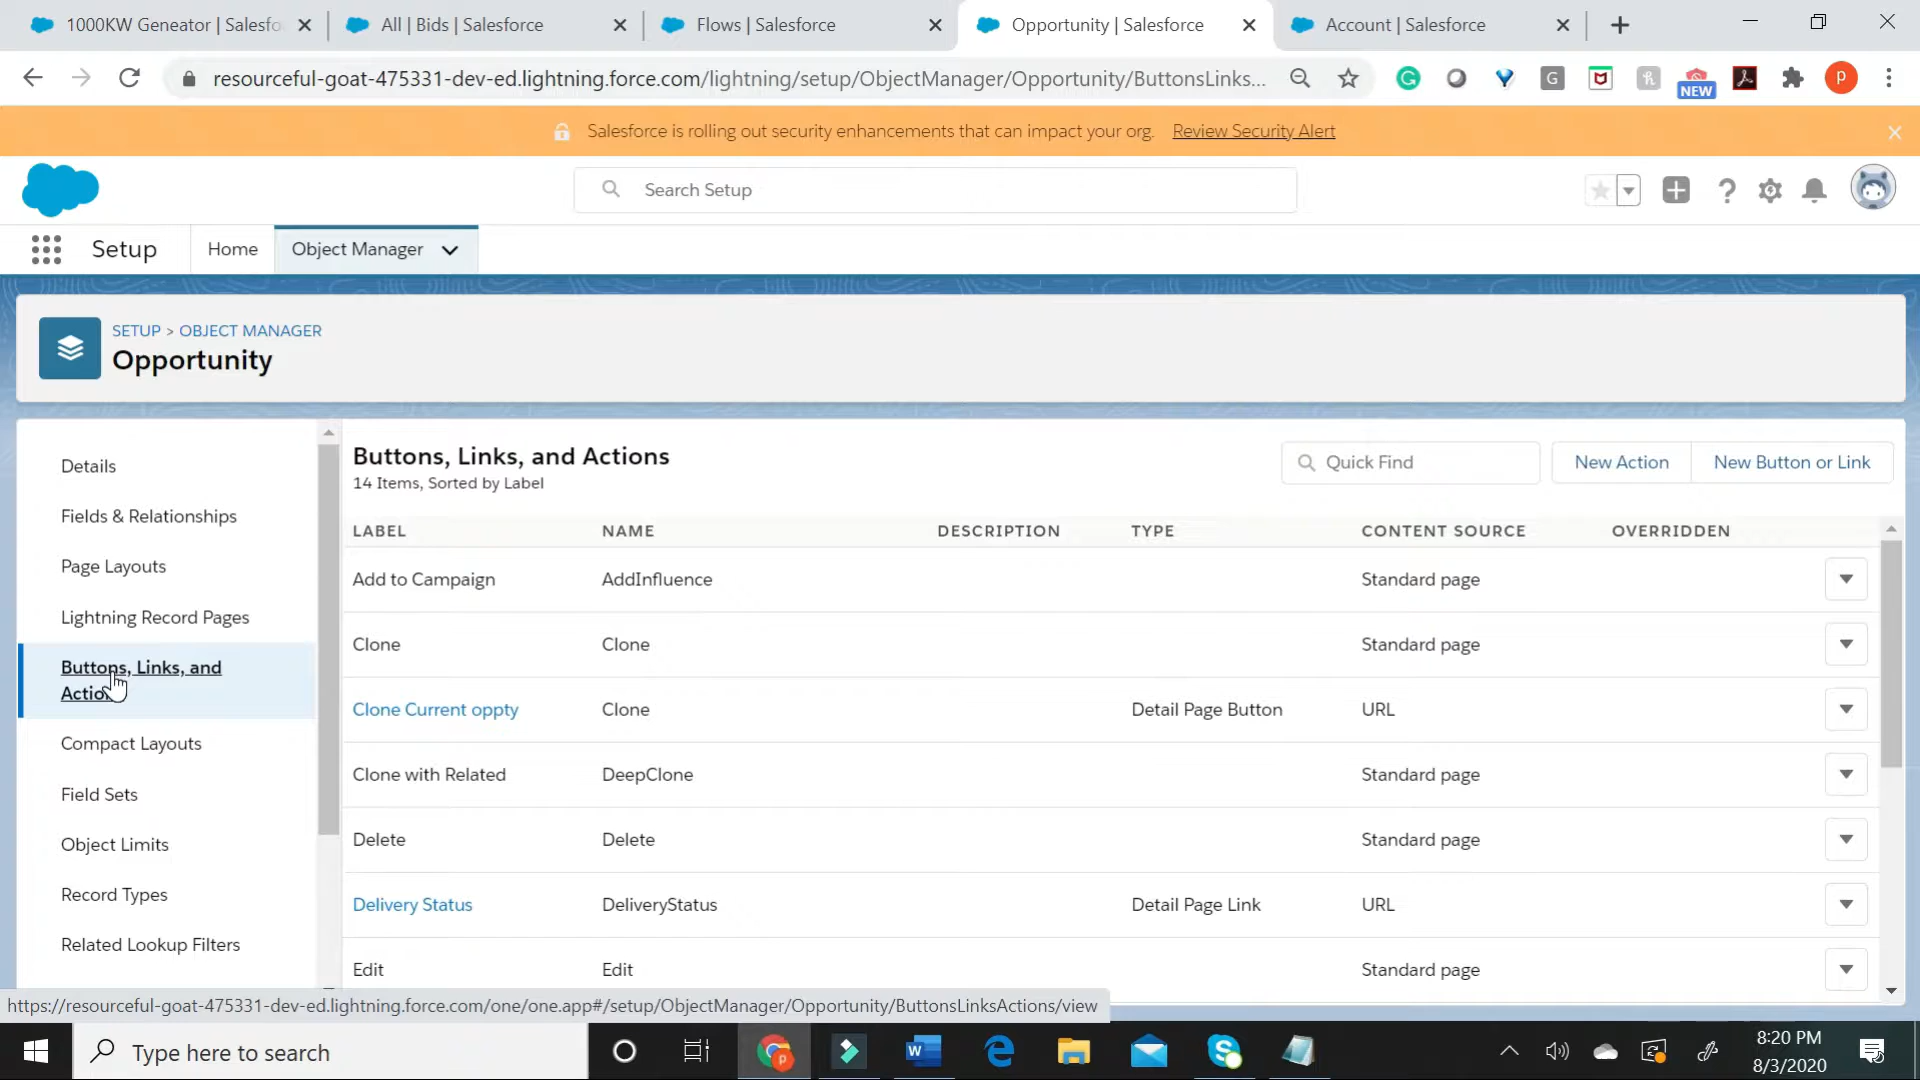 1000KW Geneator | Salesfo
All | Bids | Salesforce
Flows | Salesforce
Opportunity | Salesforce
Account | Salesforce
resourceful-goat-475331-dev-ed.lightning.force.com/lightning/setup/ObjectManager/Opportunity/ButtonsLinks...
NEW
P
Salesforce is rolling out security enhancements that can impact your org. Review Security Alert
Search Setup
Setup
Home
Object Manager
SETUP > OBJECT MANAGER
Opportunity
Details
Fields & Relationships
Page Layouts
Lightning Record Pages
Buttons, Links, and
Actions
Compact Layouts
Field Sets
Object Limits
Record Types
Related Lookup Filters
Buttons, Links, and Actions
14 Items, Sorted by Label
Quick Find
New Action
New Button or Link
LABEL NAME DESCRIPTION TYPE CONTENT SOURCE OVERRIDDEN
Add to Campaign AddInfluence Standard page
Clone Clone Standard page
Clone Current oppty Clone Detail Page Button URL
Clone with Related DeepClone Standard page
Delete Delete Standard page
Delivery Status DeliveryStatus Detail Page Link URL
Edit Edit Standard page
https://resourceful-goat-475331-dev-ed.lightning.force.com/one/one.app#/setup/ObjectManager/Opportunity/ButtonsLinksActions/view
Type here to search
8:20 PM
8/3/2020